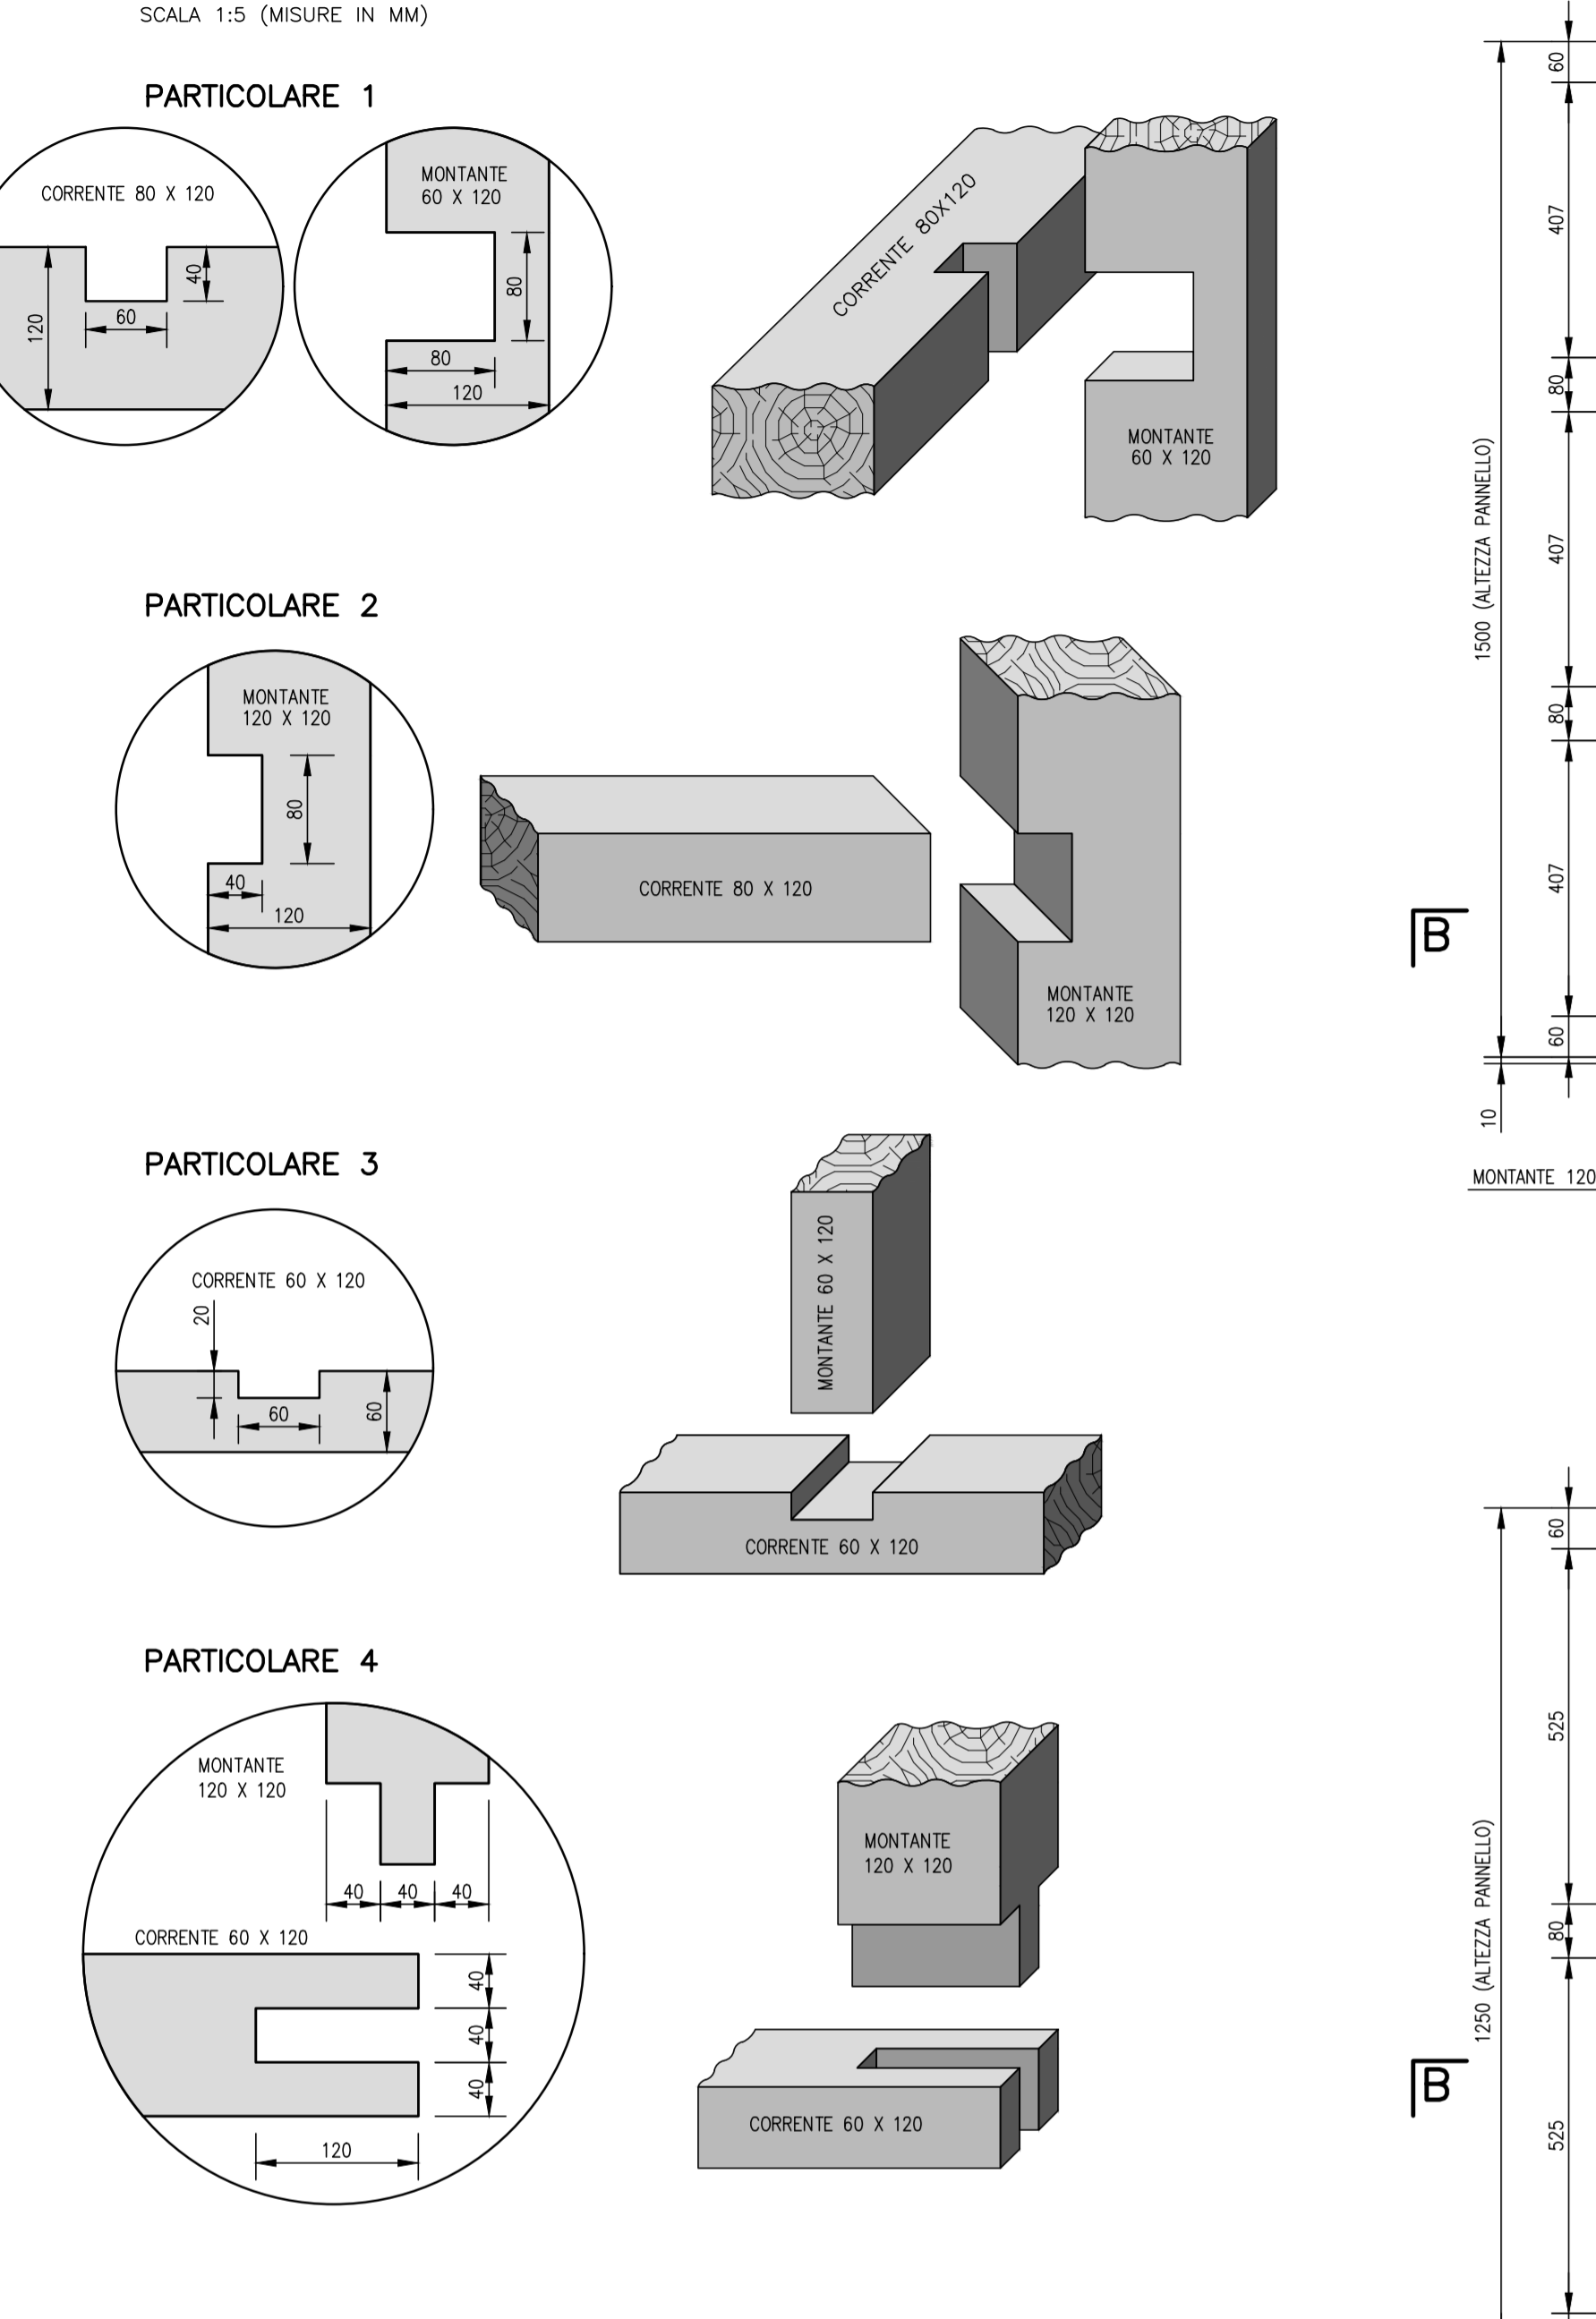 SCALA 1:5 (MISURE IN MM)
PARTICOLARE 1
CORRENTE 80 X 120
40
60
120
MONTANTE
60 X 120
80
80
120
CORRENTE 80X120
MONTANTE
60 X 120
PARTICOLARE 2
MONTANTE
120 X 120
80
40
120
CORRENTE 80 X 120
MONTANTE
120 X 120
PARTICOLARE 3
CORRENTE 60 X 120
20
60
60
MONTANTE 60 X 120
CORRENTE 60 X 120
PARTICOLARE 4
MONTANTE
120 X 120
40
40
40
CORRENTE 60 X 120
40
40
40
120
MONTANTE
120 X 120
CORRENTE 60 X 120
60
407
80
407
80
407
60
1500 (ALTEZZA PANNELLO)
10
B
MONTANTE 120
60
525
80
525
1250 (ALTEZZA PANNELLO)
B